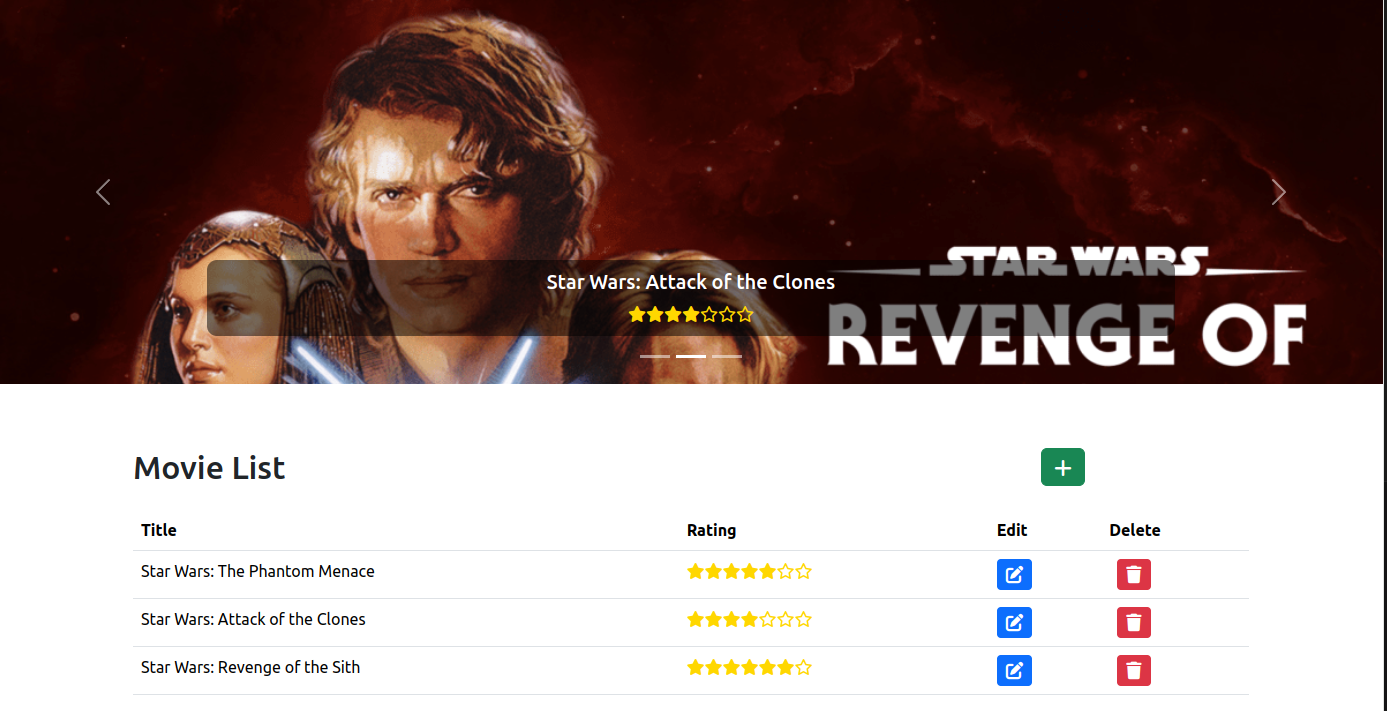 Star Wars: Attack of the Clones
STAR WARS
REVENGE OF
Movie List
Title Rating Edit Delete
Star Wars: The Phantom Menace
Star Wars: Attack of the Clones
Star Wars: Revenge of the Sith